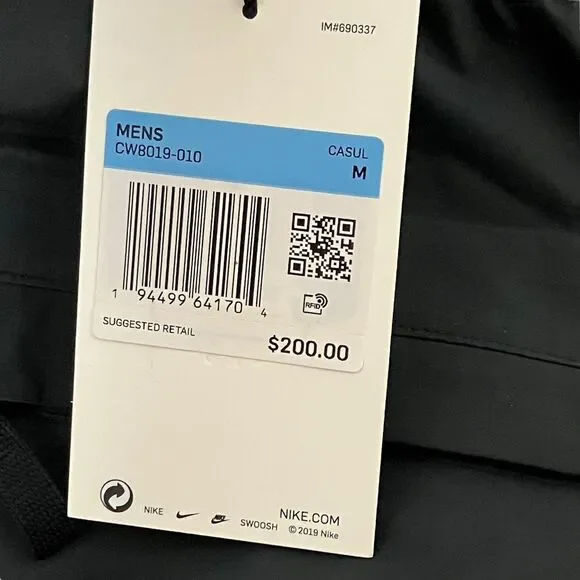 IM#690337
MENS
CW8019-010
CASUL
M
1 94499 64170 4
RFID
SUGGESTED RETAIL
$200.00
NIKE
SWOOSH
NIKE.COM
© 2019 Nike